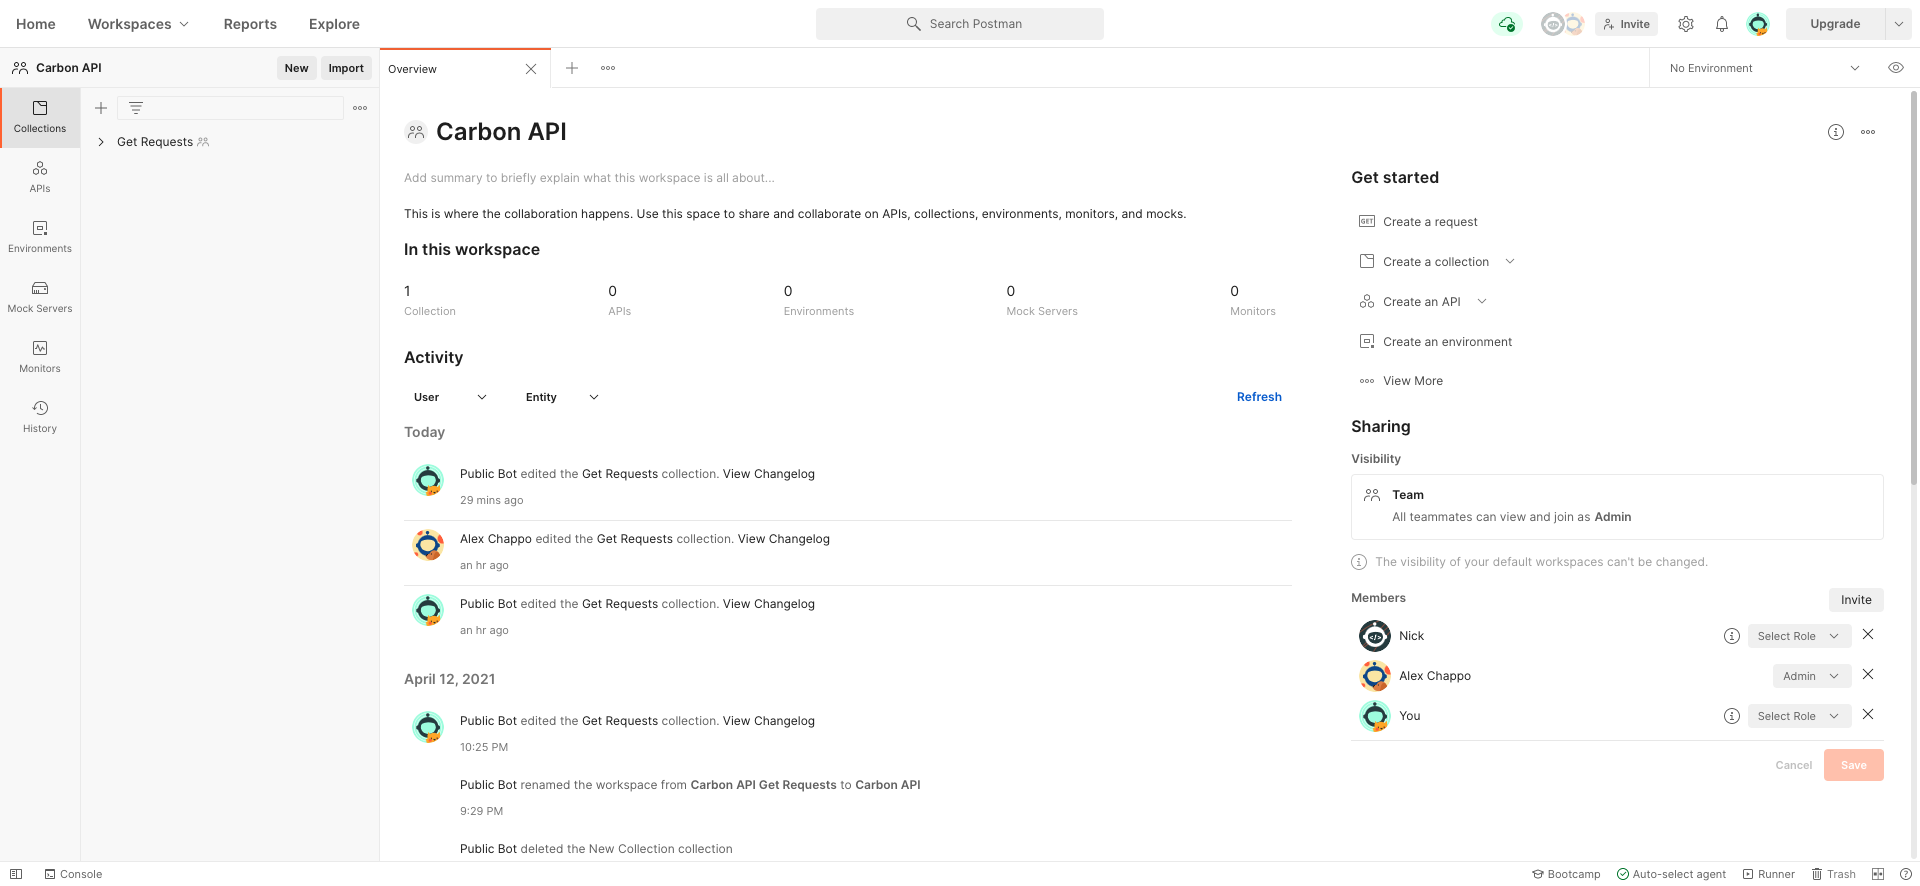 Home Workspaces Reports Explore Search Postman Invite Upgrade
Carbon API New Import Overview No Environment
Collections
APIs
Environments
Mock Servers
Monitors
History
Get Requests
Carbon API
Add summary to briefly explain what this workspace is all about...
This is where the collaboration happens. Use this space to share and collaborate on APIs, collections, environments, monitors, and mocks.
In this workspace
1 0 0 0 0
Collection APIs Environments Mock Servers Monitors
Activity
User Entity Refresh
Today
Public Bot edited the Get Requests collection. View Changelog
29 mins ago
Alex Chappo edited the Get Requests collection. View Changelog
an hr ago
Public Bot edited the Get Requests collection. View Changelog
an hr ago
April 12, 2021
Public Bot edited the Get Requests collection. View Changelog
10:25 PM
Public Bot renamed the workspace from Carbon API Get Requests to Carbon API
9:29 PM
Public Bot deleted the New Collection collection
Get started
GET Create a request
Create a collection
Create an API
Create an environment
View More
Sharing
Visibility
Team
All teammates can view and join as Admin
The visibility of your default workspaces can't be changed.
Members Invite
Nick Select Role
Alex Chappo Admin
You Select Role
Cancel Save
Console Bootcamp Auto-select agent Runner Trash